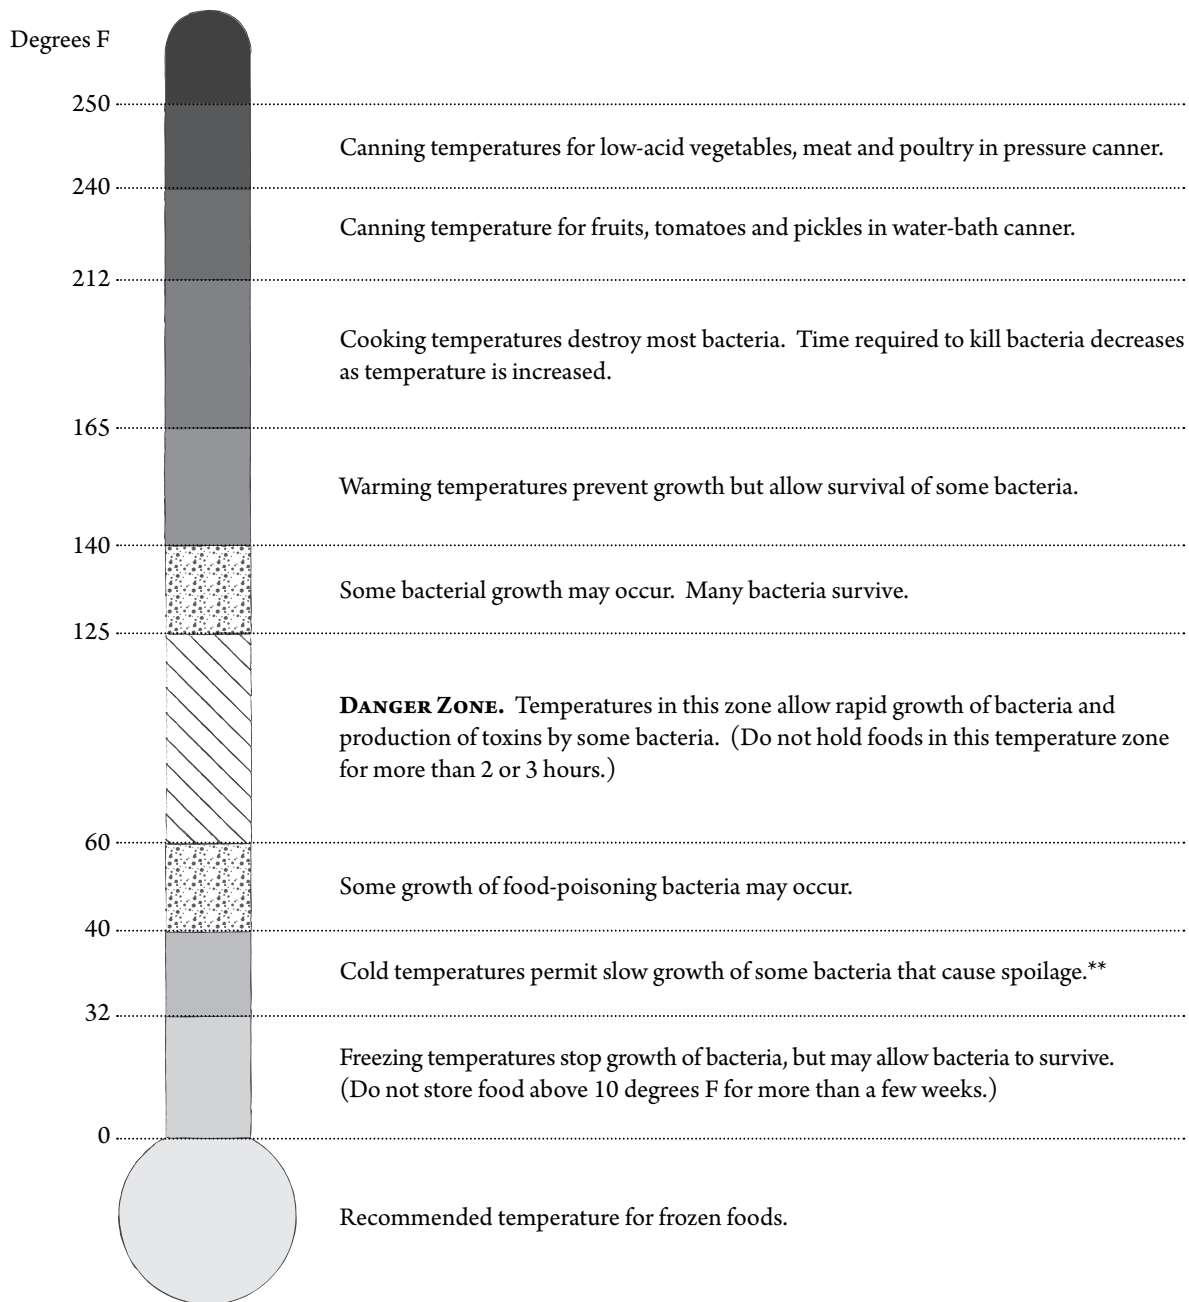 Degrees F
250
Canning temperatures for low-acid vegetables, meat and poultry in pressure canner.
240
Canning temperature for fruits, tomatoes and pickles in water-bath canner.
212
Cooking temperatures destroy most bacteria.  Time required to kill bacteria decreases
as temperature is increased.
165
Warming temperatures prevent growth but allow survival of some bacteria.
140
Some bacterial growth may occur.  Many bacteria survive.
125
DANGER ZONE.  Temperatures in this zone allow rapid growth of bacteria and
production of toxins by some bacteria.  (Do not hold foods in this temperature zone
for more than 2 or 3 hours.)
60
Some growth of food-poisoning bacteria may occur.
40
Cold temperatures permit slow growth of some bacteria that cause spoilage.**
32
Freezing temperatures stop growth of bacteria, but may allow bacteria to survive.
(Do not store food above 10 degrees F for more than a few weeks.)
0
Recommended temperature for frozen foods.